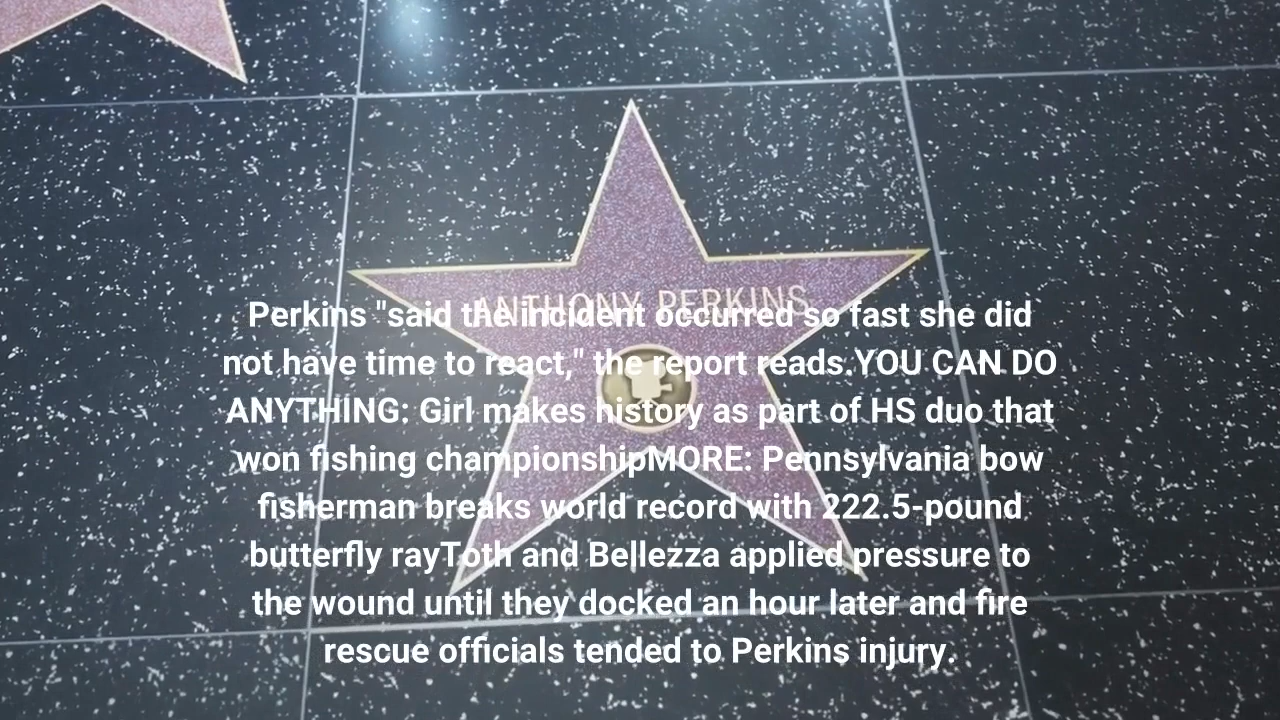 ANTHONY PERKINS
Perkins "said the incident occurred so fast she did
not have time to react," the report reads.YOU CAN DO
ANYTHING: Girl makes history as part of HS duo that
won fishing championshipMORE: Pennsylvania bow
fisherman breaks world record with 222.5-pound
butterfly rayToth and Bellezza applied pressure to
the wound until they docked an hour later and fire
rescue officials tended to Perkins injury.